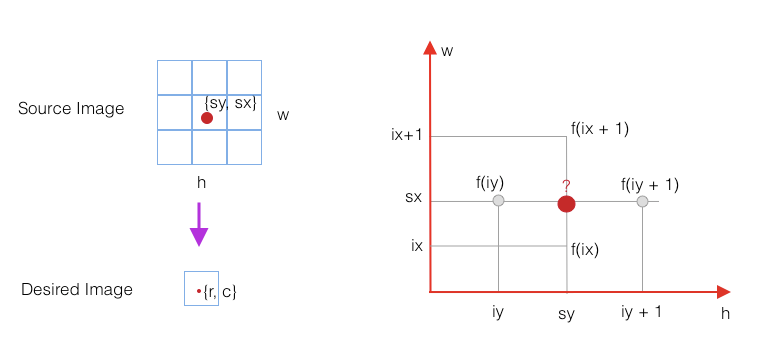 Source Image
{sy, sx}
w
h
Desired Image
{r, c}
w
ix+1
f(ix + 1)
f(iy)
?
f(iy + 1)
sx
ix
f(ix)
iy
sy
iy + 1
h